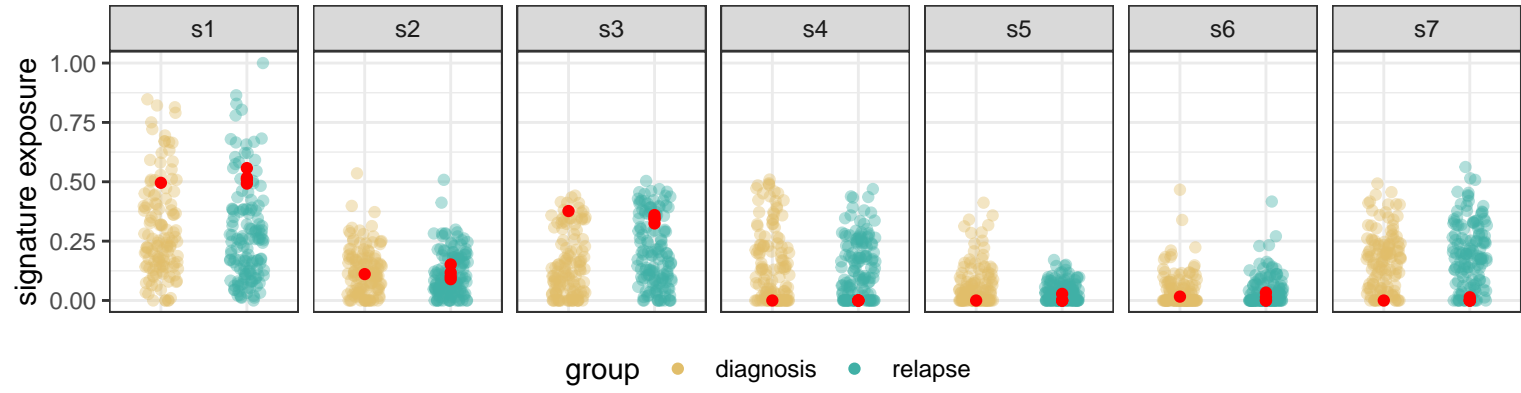 s1 s2 s3 s4 s5 s6 s7
signature exposure
1.00
0.75
0.50
0.25
0.00
group diagnosis relapse